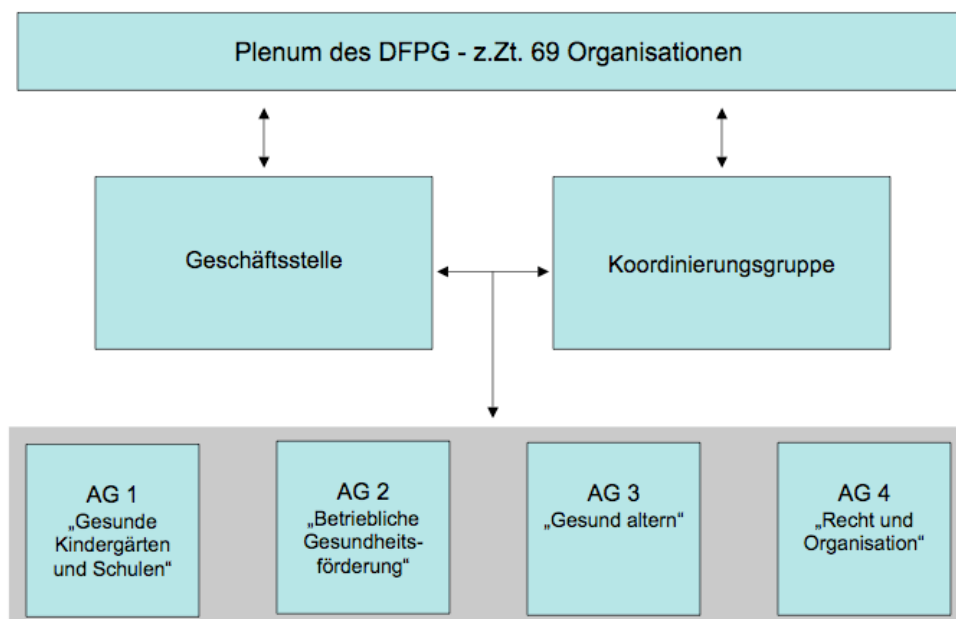 Plenum des DFPG - z.Zt. 69 Organisationen
Geschäftsstelle
Koordinierungsgruppe
AG 1
„Gesunde
Kindergärten
und Schulen“
AG 2
„Betriebliche
Gesundheits-
förderung“
AG 3
„Gesund altern“
AG 4
„Recht und
Organisation“